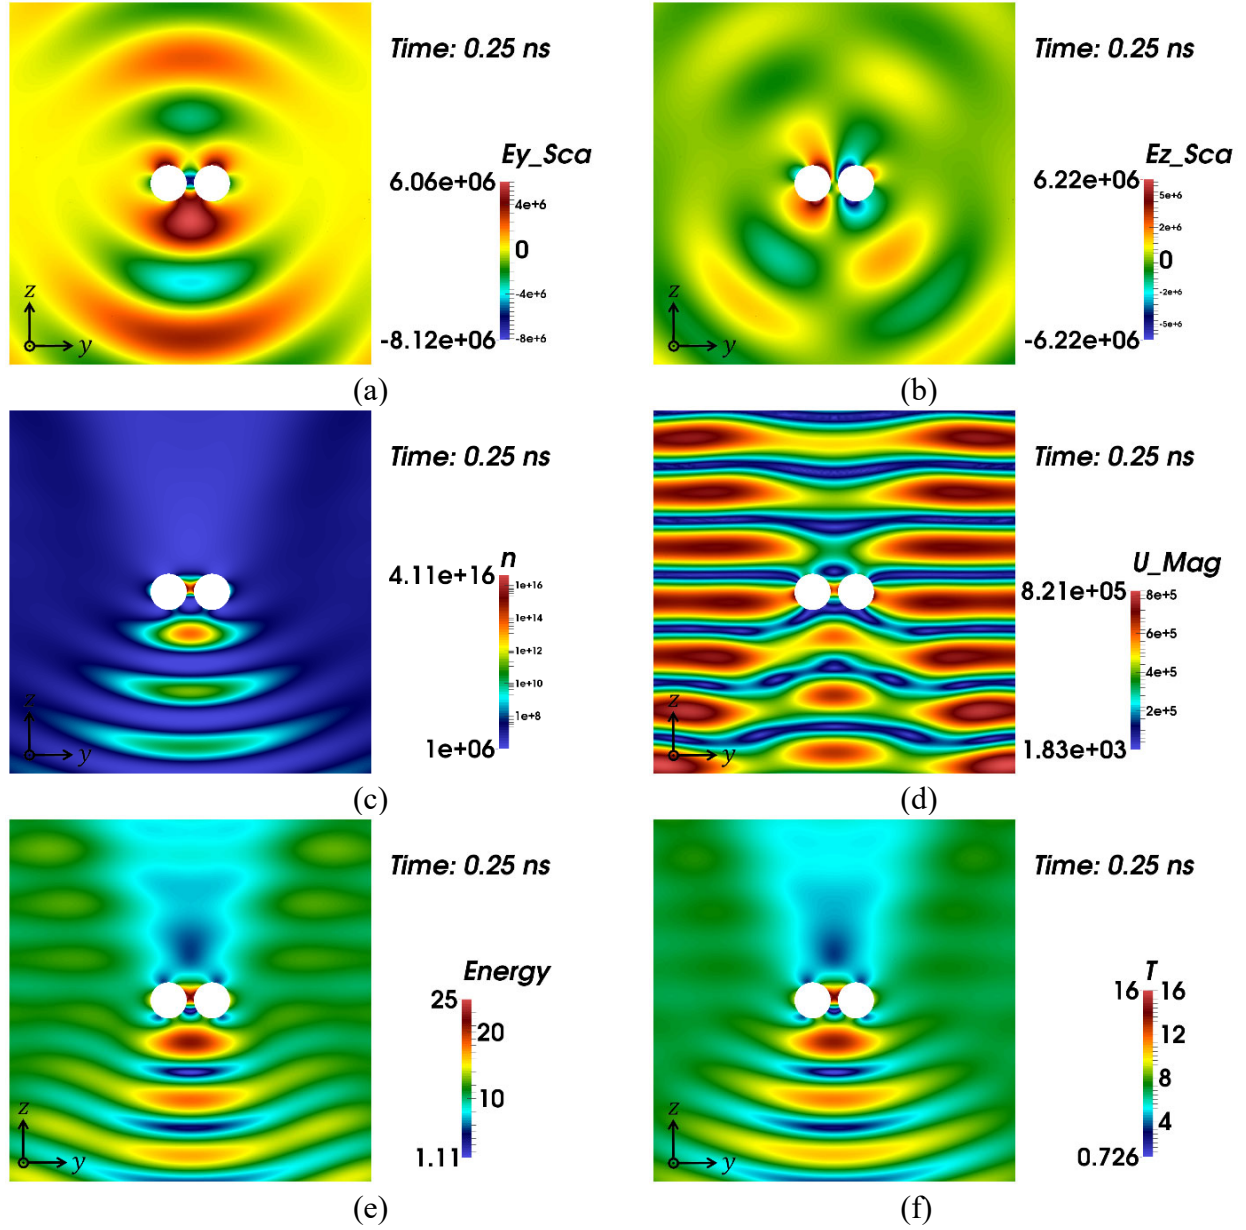 Time: 0.25 ns
Ey_Sca
6.06e+06
4e+6
0
-4e+6
-8.12e+06
-8e+6
z
y
(a)
Time: 0.25 ns
Ez_Sca
6.22e+06
5e+6
2e+6
0
-2e+6
-5e+6
-6.22e+06
z
y
(b)
Time: 0.25 ns
n
4.11e+16
1e+16
1e+14
1e+12
1e+10
1e+8
1e+06
z
y
(c)
Time: 0.25 ns
U_Mag
8.21e+05
8e+5
6e+5
4e+5
2e+5
1.83e+03
z
y
(d)
Time: 0.25 ns
Energy
25
20
10
1.11
z
y
(e)
Time: 0.25 ns
T
16 16
12
8
4
0.726
z
y
(f)